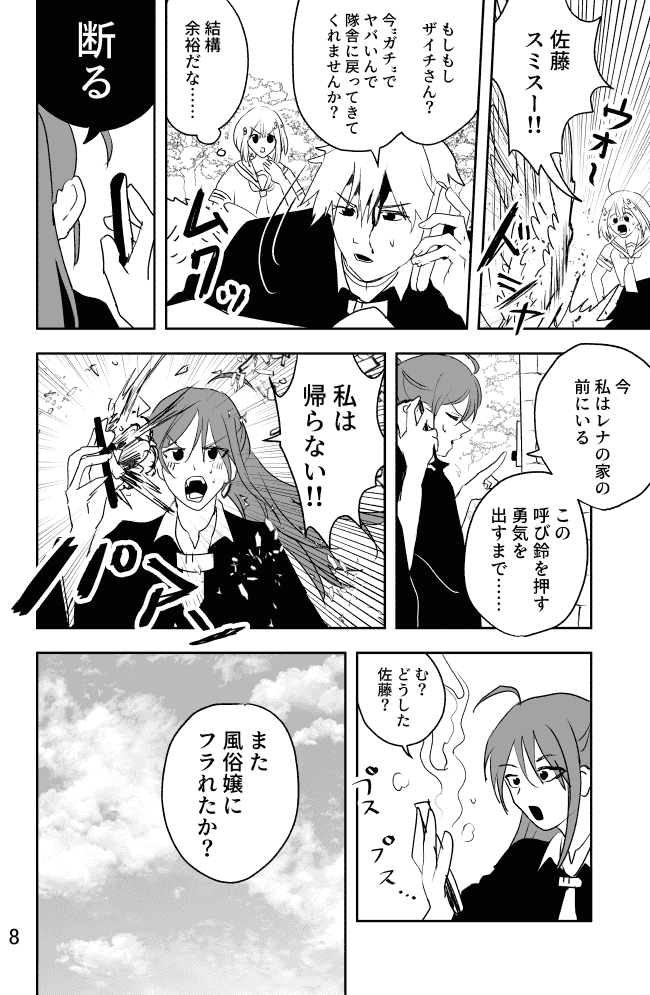 佐藤
スミスー!!
ウオー〜
ズシャー
もしもし
ザイチさん?
今〝ガチ〟で
ヤバいんで
隊舎に戻ってきて
くれませんか?
結構
余裕だな……
ムクッ
断る
今
私はレナの家の
前にいる
この
呼び鈴を押す
勇気を
出すまで……
私は
帰らない!!
パァン
む?
どうした
佐藤?
プス
プス…
また
風俗嬢に
フラれたか?
8